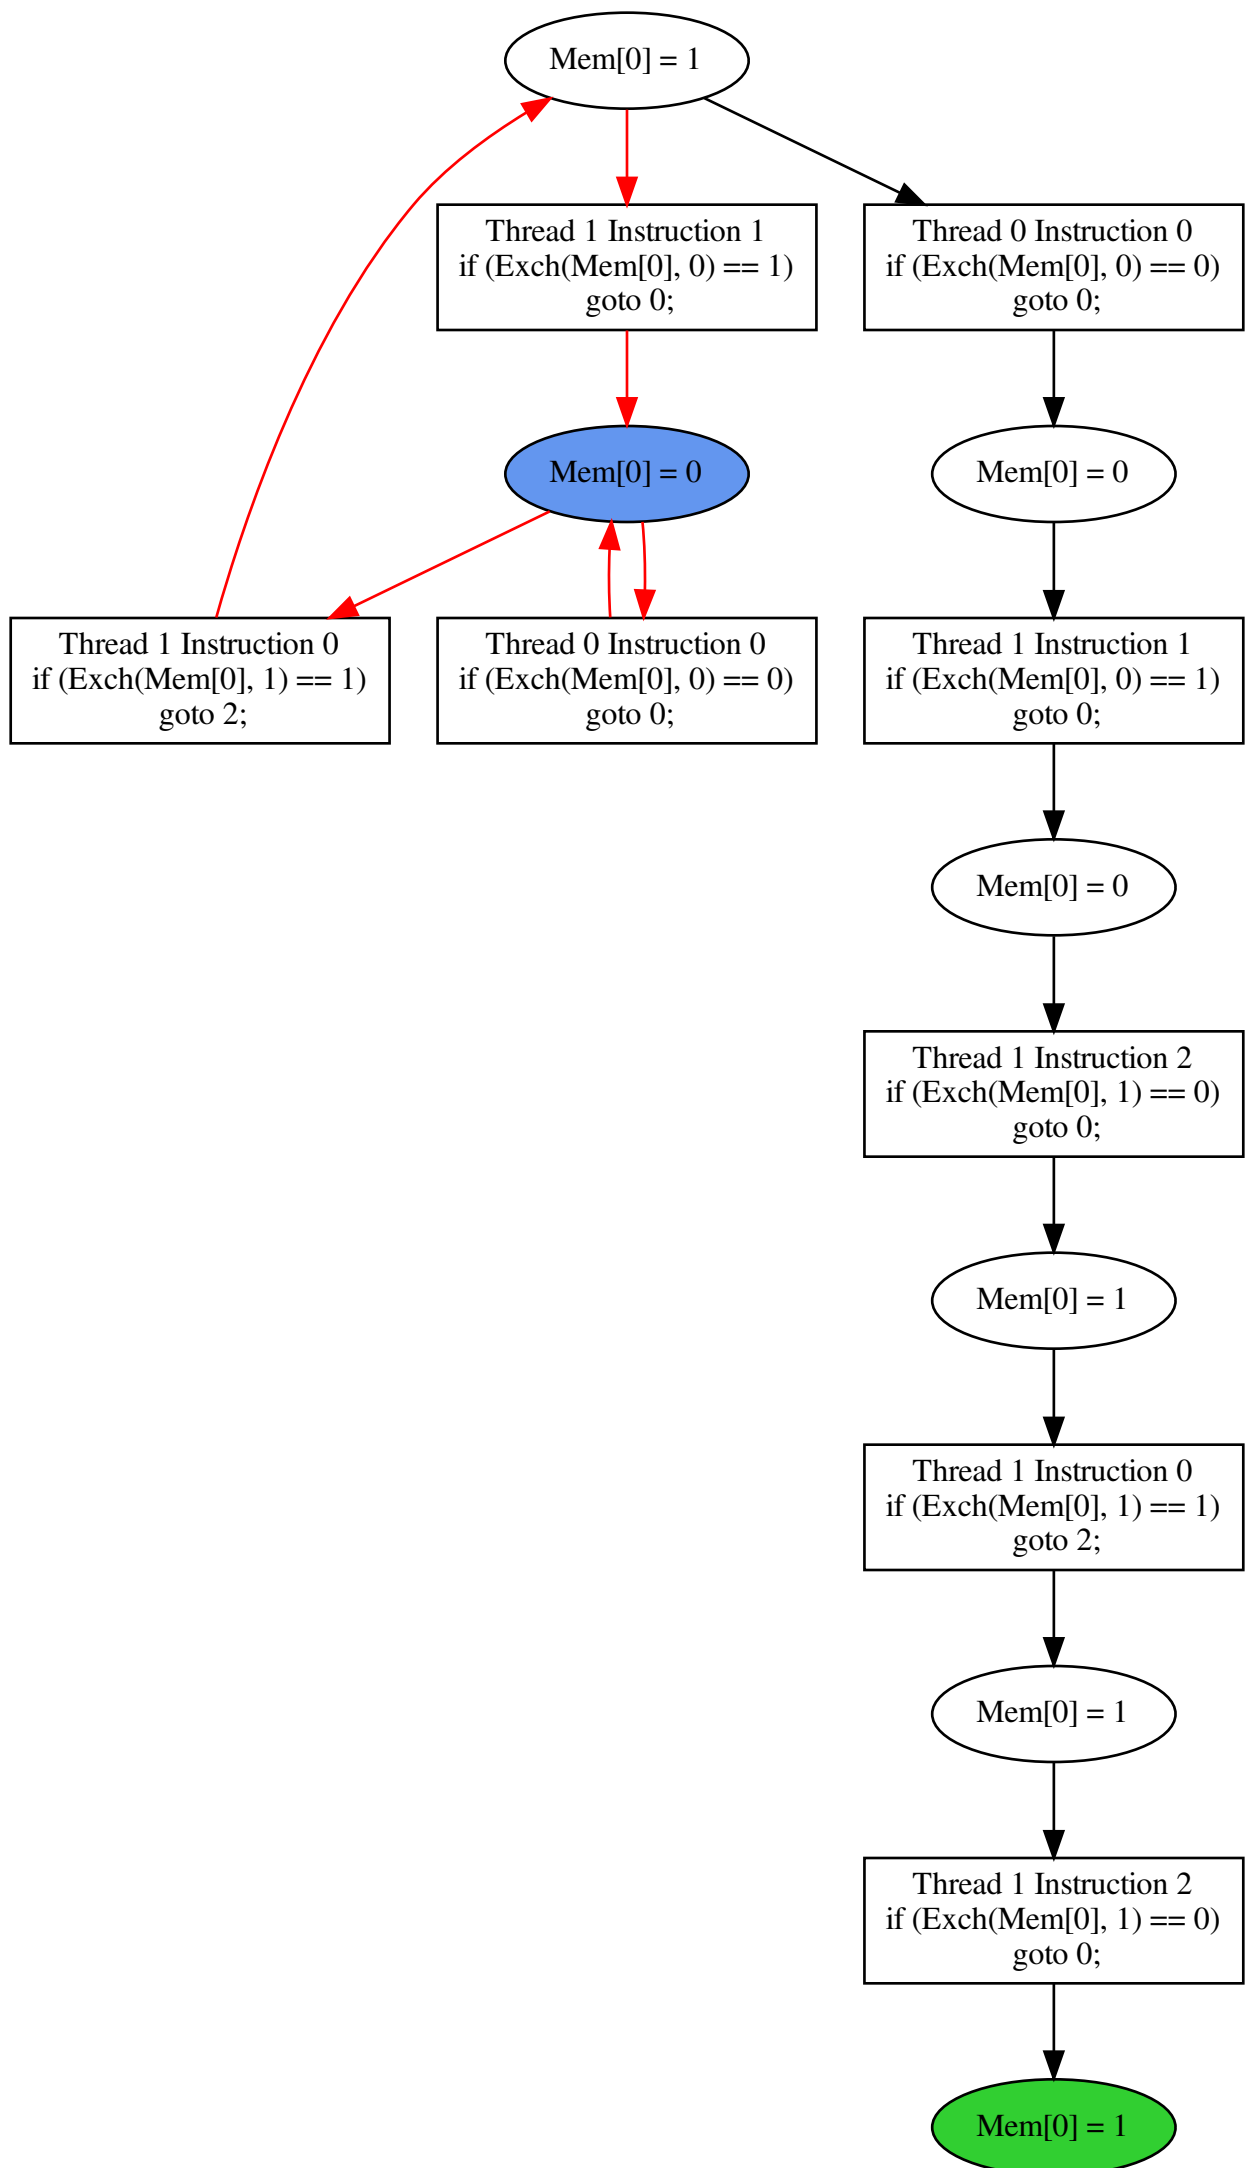 Mem[0] = 1
Thread 1 Instruction 1
if (Exch(Mem[0], 0) == 1)
goto 0;
Thread 0 Instruction 0
if (Exch(Mem[0], 0) == 0)
goto 0;
Mem[0] = 0
Mem[0] = 0
Thread 1 Instruction 0
if (Exch(Mem[0], 1) == 1)
goto 2;
Thread 0 Instruction 0
if (Exch(Mem[0], 0) == 0)
goto 0;
Thread 1 Instruction 1
if (Exch(Mem[0], 0) == 1)
goto 0;
Mem[0] = 0
Thread 1 Instruction 2
if (Exch(Mem[0], 1) == 0)
goto 0;
Mem[0] = 1
Thread 1 Instruction 0
if (Exch(Mem[0], 1) == 1)
goto 2;
Mem[0] = 1
Thread 1 Instruction 2
if (Exch(Mem[0], 1) == 0)
goto 0;
Mem[0] = 1